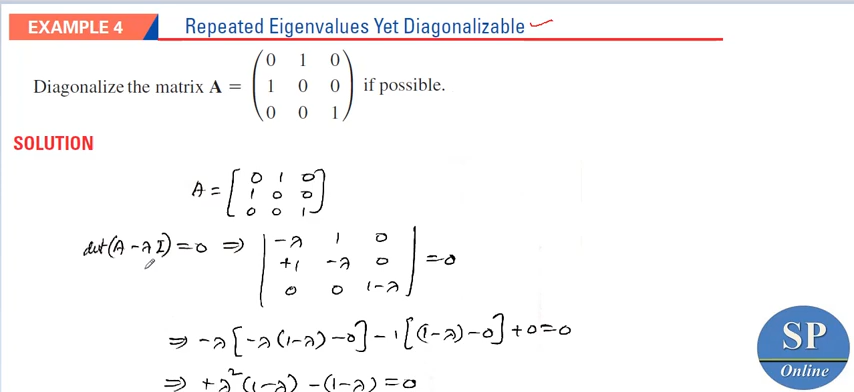 EXAMPLE 4 Repeated Eigenvalues Yet Diagonalizable
0 1 0
Diagonalize the matrix A = 1 0 0 if possible.
0 0 1
SOLUTION
0 1 0
A = 1 0 0
0 0 1
-λ 1 0
det(A-λI)=0 ⇒ +1 -λ 0 =0
0 0 1-λ
⇒ -λ[-λ(1-λ)-0]-1[(1-λ)-0]+0=0
⇒ +λ²(1-λ)-(1-λ)=0
SP
Online